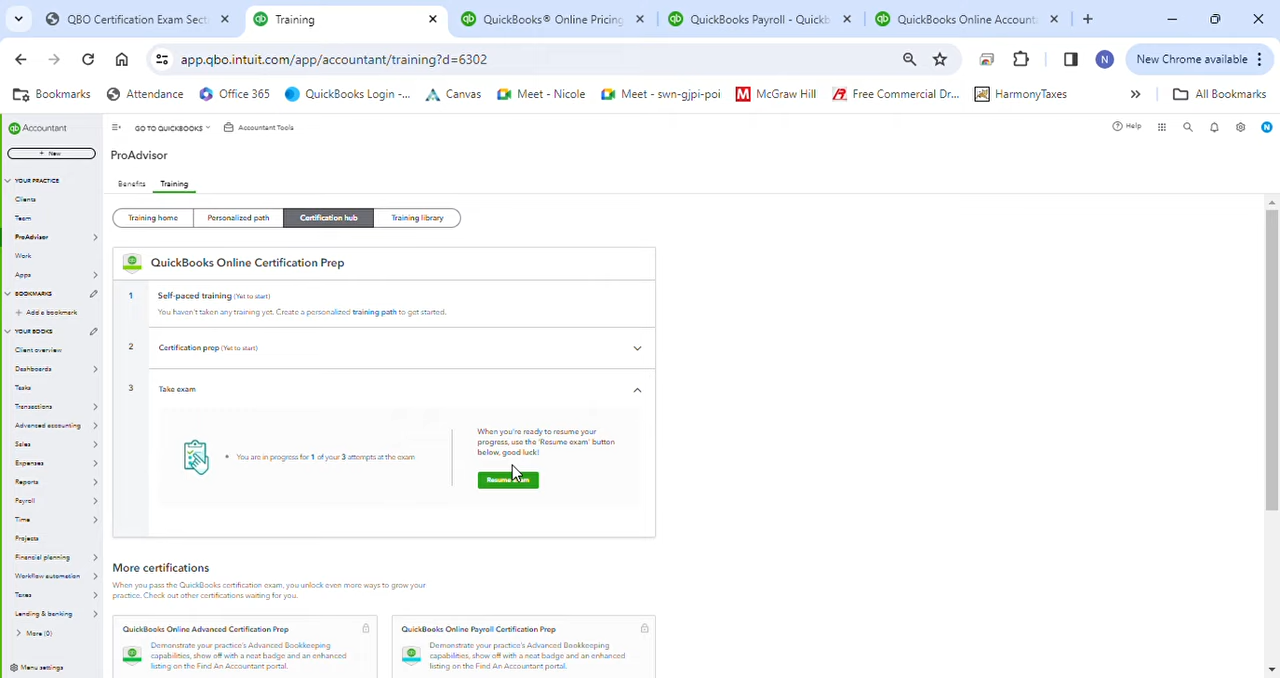 QBO Certification Exam Sect
Training
QuickBooks® Online Pricing
QuickBooks Payroll - Quickb
QuickBooks Online Account
app.qbo.intuit.com/app/accountant/training?d=6302
N
New Chrome available
Bookmarks
Attendance
Office 365
QuickBooks Login -...
Canvas
Meet - Nicole
Meet - swn-gjpi-poi
McGraw Hill
Free Commercial Dr...
HarmonyTaxes
All Bookmarks
Accountant
GO TO QUICKBOOKS
Accountant Tools
Help
N
+ New
ProAdvisor
Benefits
Training
YOUR PRACTICE
Clients
Team
ProAdvisor
Work
Apps
BOOKMARKS
+ Add a bookmark
YOUR BOOKS
Client overview
Dashboards
Tasks
Transactions
Advanced accounting
Sales
Expenses
Reports
Payroll
Time
Projects
Financial planning
Workflow automation
Taxes
Lending & banking
More (0)
Menu settings
Training home
Personalized path
Certification hub
Training library
QuickBooks Online Certification Prep
1
Self-paced training (Yet to start)
You haven't taken any training yet. Create a personalized training path to get started.
2
Certification prep (Yet to start)
3
Take exam
You are in progress for 1 of your 3 attempts at the exam
When you're ready to resume your
progress, use the 'Resume exam' button
below, good luck!
Resume
More certifications
When you pass the QuickBooks certification exam, you unlock even more ways to grow your
practice. Check out other certifications waiting for you.
QuickBooks Online Advanced Certification Prep
Demonstrate your practice's Advanced Bookkeeping
capabilities, show off with a neat badge and an enhanced
listing on the Find An Accountant portal.
QuickBooks Online Payroll Certification Prep
Demonstrate your practice's Advanced Bookkeeping
capabilities, show off with a neat badge and an enhanced
listing on the Find An Accountant portal.